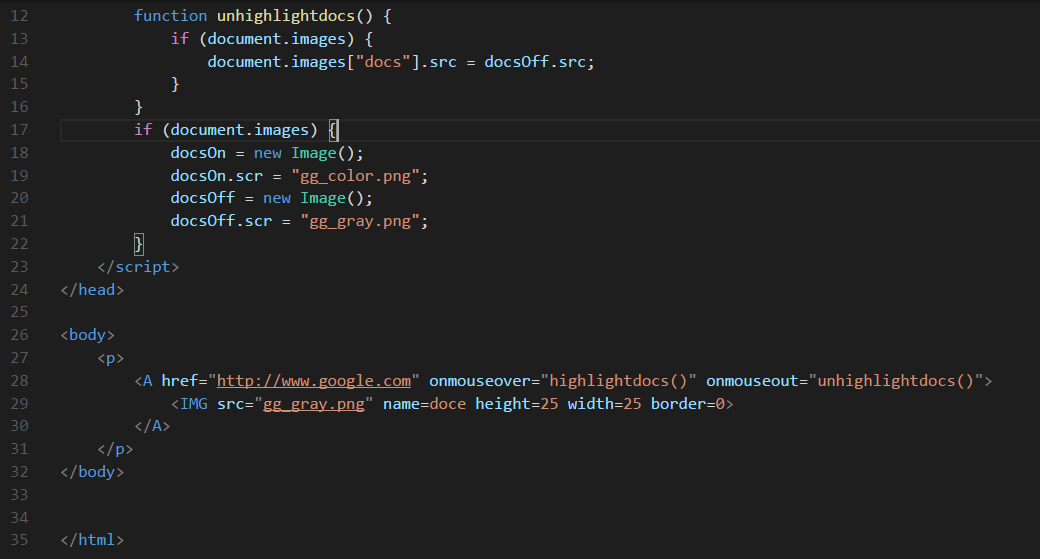 12 function unhighlightdocs() {
13 if (document.images) {
14 document.images["docs"].src = docsOff.src;
15 }
16 }
17 if (document.images) {
18 docsOn = new Image();
19 docsOn.scr = "gg_color.png";
20 docsOff = new Image();
21 docsOff.scr = "gg_gray.png";
22 }
23 </script>
24 </head>
25
26 <body>
27 <p>
28 <A href="http://www.google.com" onmouseover="highlightdocs()" onmouseout="unhighlightdocs()">
29 <IMG src="gg_gray.png" name=doce height=25 width=25 border=0>
30 </A>
31 </p>
32 </body>
33
34
35 </html>